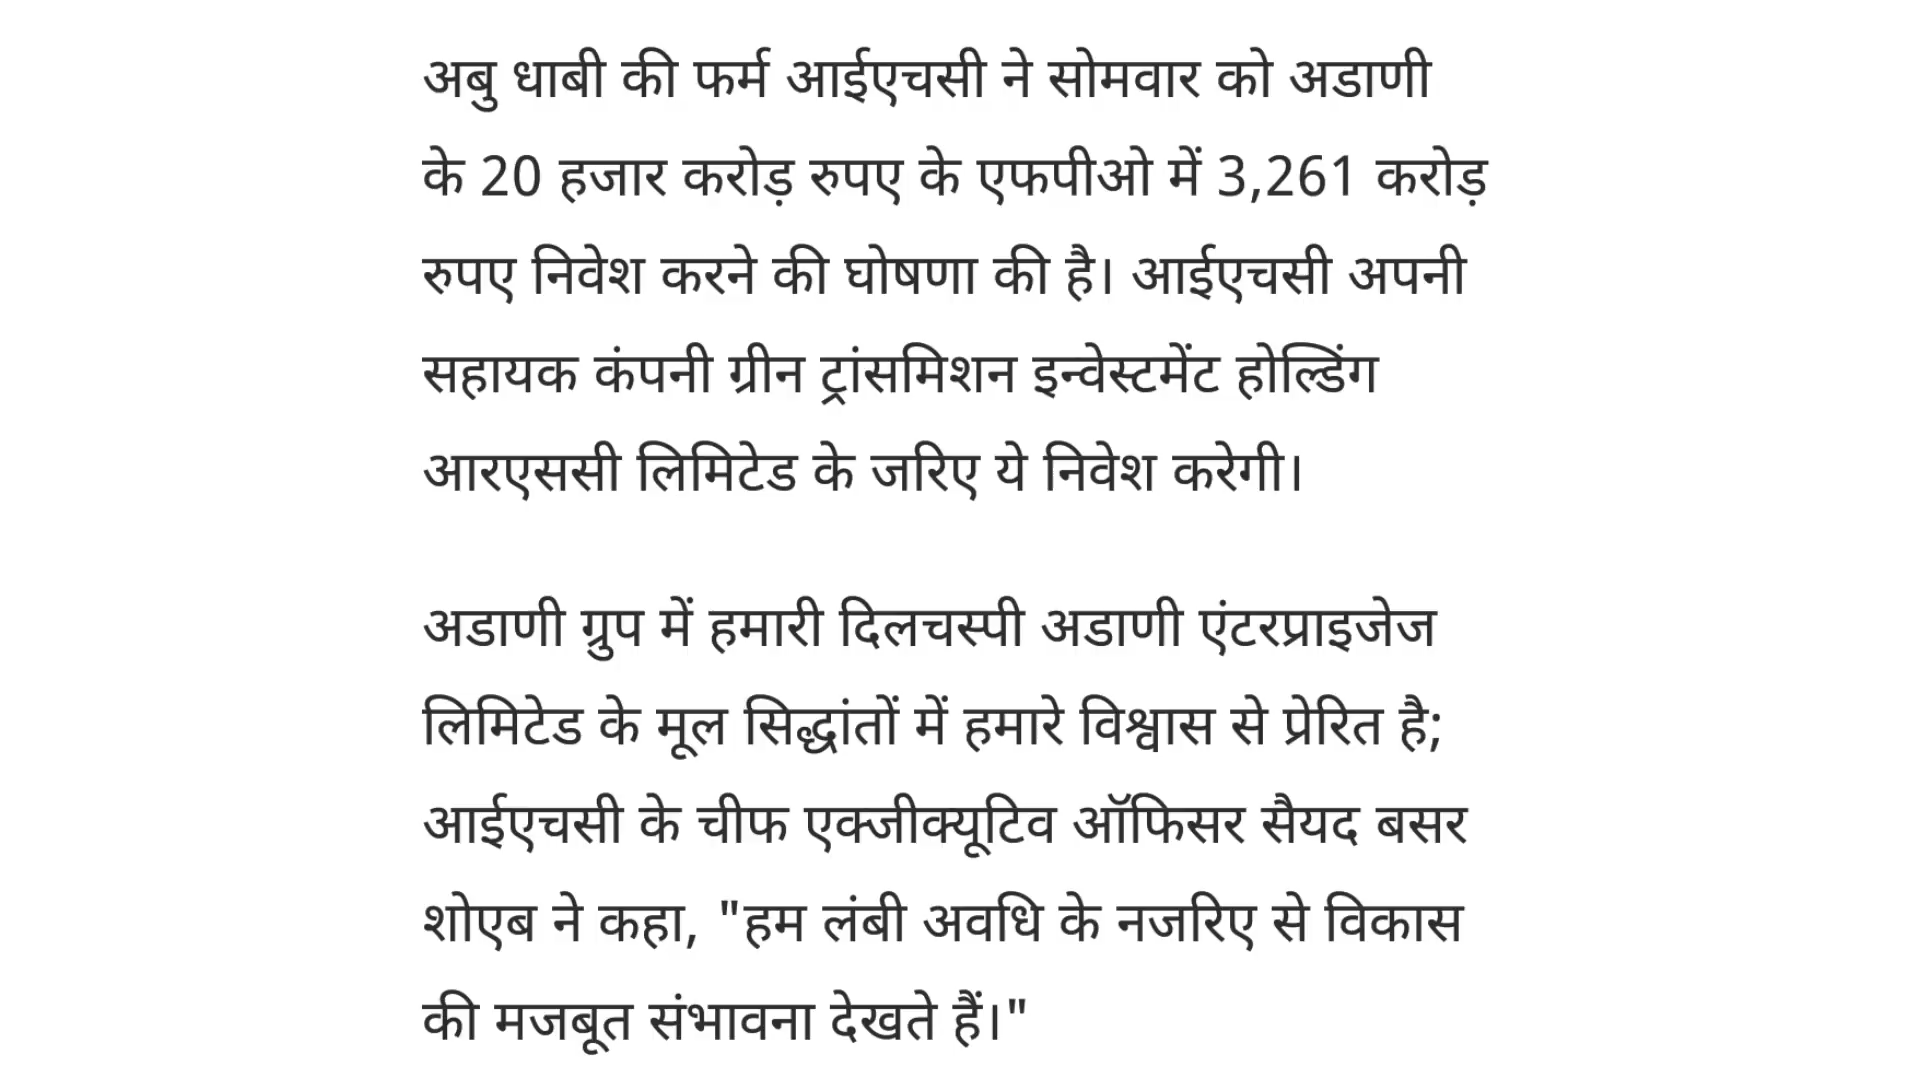 अबु धाबी की फर्म आईएचसी ने सोमवार को अडाणी
के 20 हजार करोड़ रुपए के एफपीओ में 3,261 करोड़
रुपए निवेश करने की घोषणा की है। आईएचसी अपनी
सहायक कंपनी ग्रीन ट्रांसमिशन इन्वेस्टमेंट होल्डिंग
आरएससी लिमिटेड के जरिए ये निवेश करेगी।
अडाणी ग्रुप में हमारी दिलचस्पी अडाणी एंटरप्राइजेज
लिमिटेड के मूल सिद्धांतों में हमारे विश्वास से प्रेरित है;
आईएचसी के चीफ एक्जीक्यूटिव ऑफिसर सैयद बसर
शोएब ने कहा, "हम लंबी अवधि के नजरिए से विकास
की मजबूत संभावना देखते हैं।"